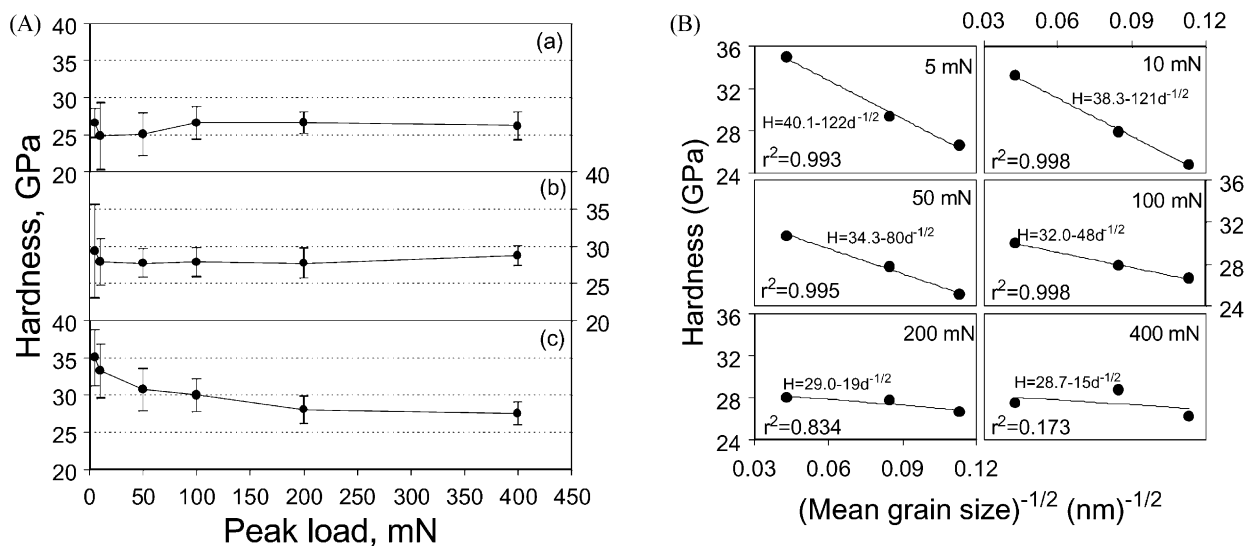 (A)
Hardness, GPa
40
35
30
25
20
(a)
40
35
30
25
20
(b)
40
35
30
25
20
(c)
0 50 100 150 200 250 300 350 400 450
Peak load, mN
(B)
0.03 0.06 0.09 0.12
Hardness (GPa)
36
32
28
24
5 mN
H=40.1-122d^-1/2
r²=0.993
10 mN
H=38.3-121d^-1/2
r²=0.998
50 mN
H=34.3-80d^-1/2
r²=0.995
100 mN
H=32.0-48d^-1/2
r²=0.998
36
32
28
24
36
32
28
24
200 mN
H=29.0-19d^-1/2
r²=0.834
400 mN
H=28.7-15d^-1/2
r²=0.173
0.03 0.06 0.09 0.12
(Mean grain size)^-1/2 (nm)^-1/2